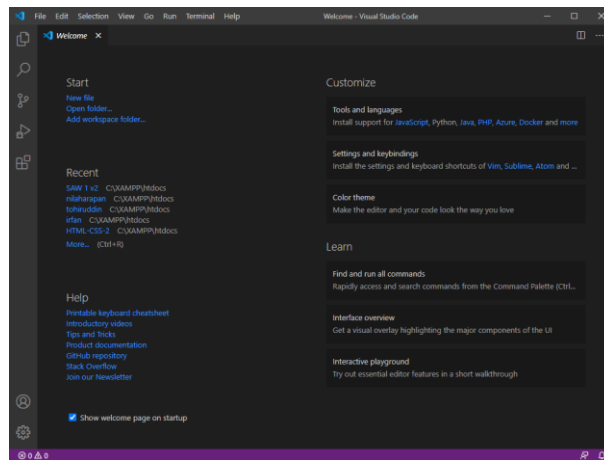 File Edit Selection View Go Run Terminal Help
Welcome - Visual Studio Code
Welcome
Start
New file
Open folder...
Add workspace folder...
Recent
SAW 1 v2 C:\XAMPP\htdocs
nilaharapan C:\XAMPP\htdocs
tohiruddin C:\XAMPP\htdocs
irfan C:\XAMPP\htdocs
HTML-CSS-2 C:\XAMPP\htdocs
More... (Ctrl+R)
Help
Printable keyboard cheatsheet
Introductory videos
Tips and Tricks
Product documentation
GitHub repository
Stack Overflow
Join our Newsletter
Show welcome page on startup
Customize
Tools and languages
Install support for JavaScript, Python, Java, PHP, Azure, Docker and more
Settings and keybindings
Install the settings and keyboard shortcuts of Vim, Sublime, Atom and ...
Color theme
Make the editor and your code look the way you love
Learn
Find and run all commands
Rapidly access and search commands from the Command Palette (Ctrl...
Interface overview
Get a visual overlay highlighting the major components of the UI
Interactive playground
Try out essential editor features in a short walkthrough
0 0